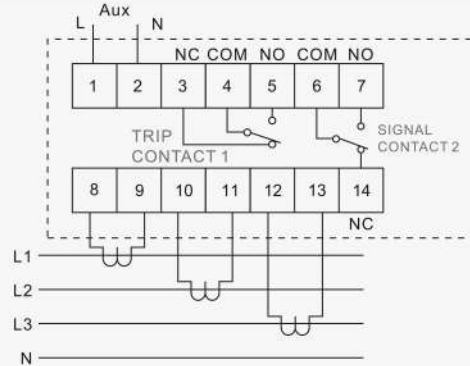 Aux
L N
NC COM NO COM NO
1 2 3 4 5 6 7
TRIP
CONTACT 1
SIGNAL
CONTACT 2
8 9 10 11 12 13 14
NC
L1
L2
L3
N